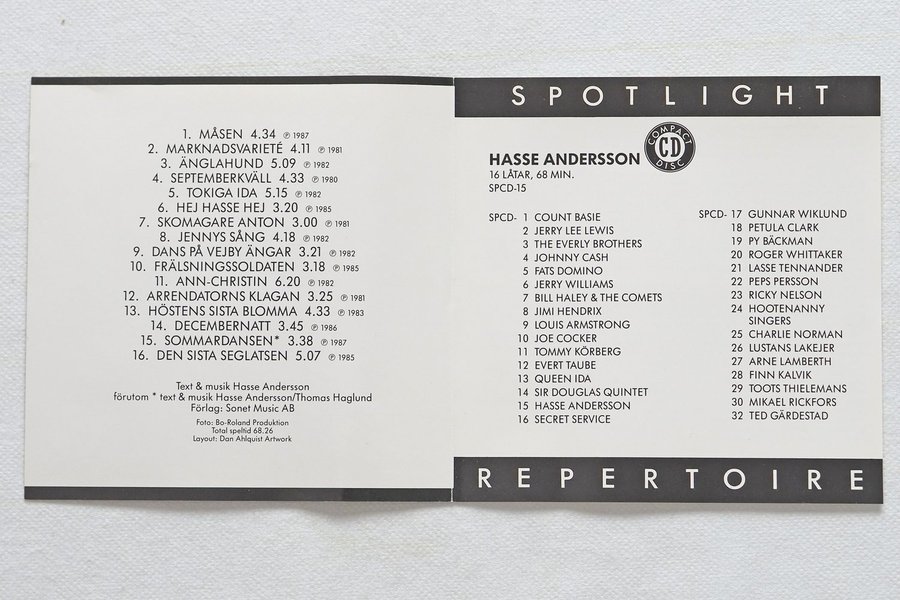 1. MÅSEN 4.34 ℗ 1987
2. MARKNADSVARIETÉ 4.11 ℗ 1981
3. ÄNGLAHUND 5.09 ℗ 1982
4. SEPTEMBERKVÄLL 4.33 ℗ 1980
5. TOKIGA IDA 5.15 ℗ 1982
6. HEJ HASSE HEJ 3.20 ℗ 1985
7. SKOMAGARE ANTON 3.00 ℗ 1981
8. JENNYS SÅNG 4.18 ℗ 1982
9. DANS PÅ VEJBY ÄNGAR 3.21 ℗ 1982
10. FRÄLSNINGSSOLDATEN 3.18 ℗ 1985
11. ANN-CHRISTIN 6.20 ℗ 1982
12. ARRENDATORNS KLAGAN 3.25 ℗ 1981
13. HÖSTENS SISTA BLOMMA 4.33 ℗ 1983
14. DECEMBERNATT 3.45 ℗ 1986
15. SOMMARDANSEN* 3.38 ℗ 1987
16. DEN SISTA SEGLATSEN 5.07 ℗ 1985
Text & musik Hasse Andersson
förutom * text & musik Hasse Andersson/Thomas Haglund
Förlag: Sonet Music AB
Foto: Bo-Roland Produktion
Total speltid 68.26
Layout: Dan Ahlquist Artwork
SPOTLIGHT
HASSE ANDERSSON
COMPACT
CD
DISC
16 LÅTAR, 68 MIN.
SPCD-15
SPCD- 1 COUNT BASIE
2 JERRY LEE LEWIS
3 THE EVERLY BROTHERS
4 JOHNNY CASH
5 FATS DOMINO
6 JERRY WILLIAMS
7 BILL HALEY & THE COMETS
8 JIMI HENDRIX
9 LOUIS ARMSTRONG
10 JOE COCKER
11 TOMMY KÖRBERG
12 EVERT TAUBE
13 QUEEN IDA
14 SIR DOUGLAS QUINTET
15 HASSE ANDERSSON
16 SECRET SERVICE
SPCD- 17 GUNNAR WIKLUND
18 PETULA CLARK
19 PY BÄCKMAN
20 ROGER WHITTAKER
21 LASSE TENNANDER
22 PEPS PERSSON
23 RICKY NELSON
24 HOOTENANNY
SINGERS
25 CHARLIE NORMAN
26 LUSTANS LAKEJER
27 ARNE LAMBERTH
28 FINN KALVIK
29 TOOTS THIELEMANS
30 MIKAEL RICKFORS
32 TED GÄRDESTAD
REPERTOIRE